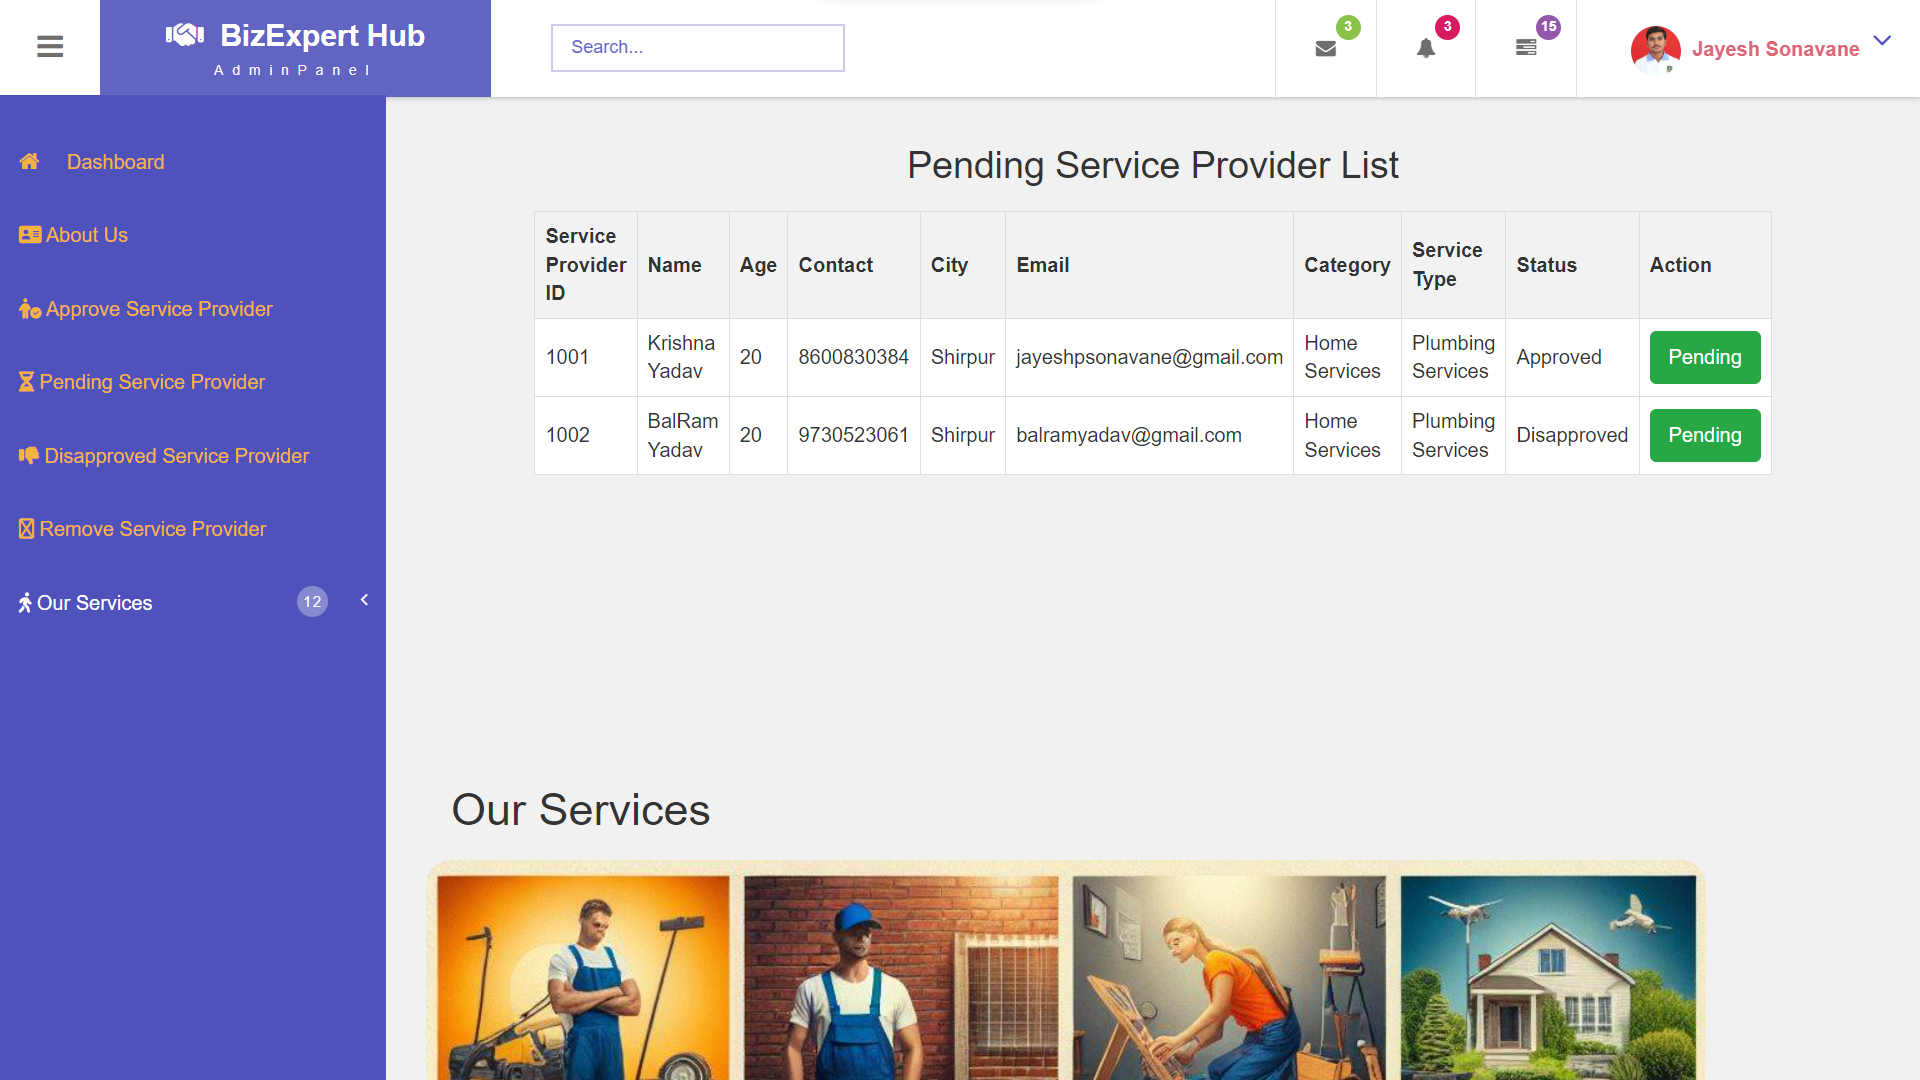 BizExpert Hub
AdminPanel
Search...
3
3
15
Jayesh Sonavane
Dashboard
About Us
Approve Service Provider
Pending Service Provider
Disapproved Service Provider
Remove Service Provider
Our Services 12
Pending Service Provider List
Service Provider ID Name Age Contact City Email Category Service Type Status Action
1001 Krishna Yadav 20 8600830384 Shirpur jayeshpsonavane@gmail.com Home Services Plumbing Services Approved Pending
1002 BalRam Yadav 20 9730523061 Shirpur balramyadav@gmail.com Home Services Plumbing Services Disapproved Pending
Our Services